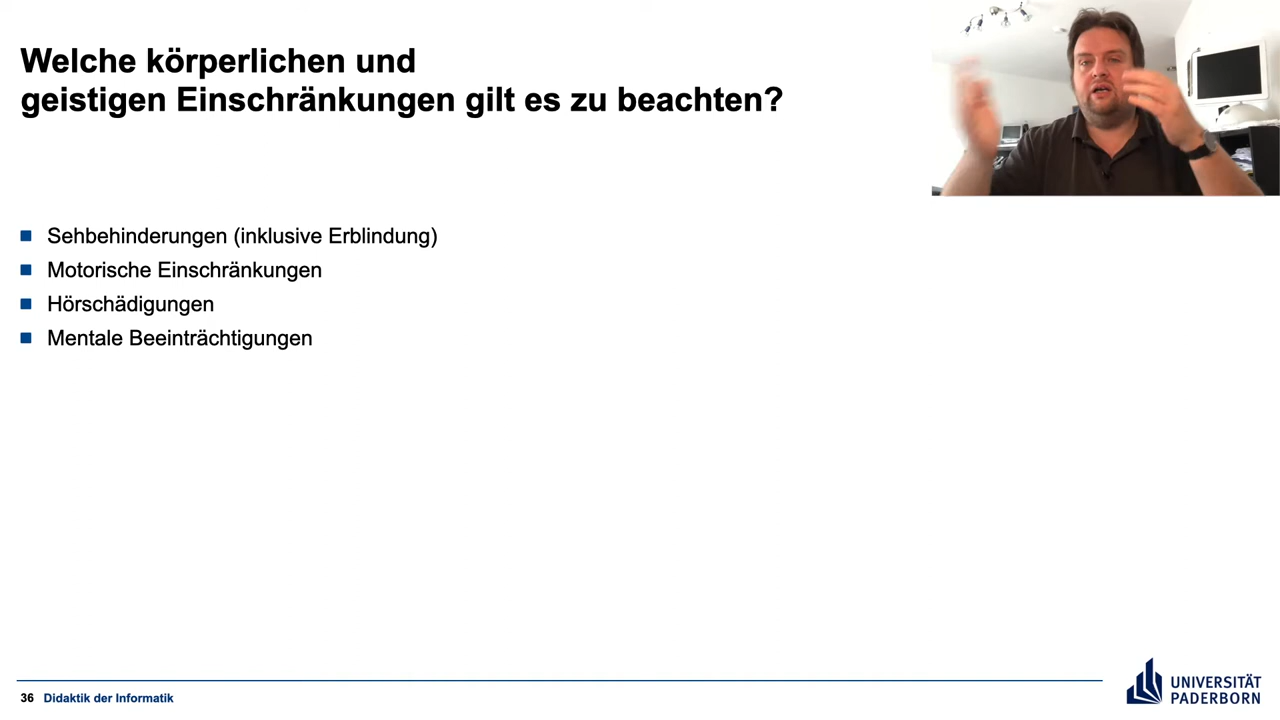 Welche körperlichen und
geistigen Einschränkungen gilt es zu beachten?
Sehbehinderungen (inklusive Erblindung)
Motorische Einschränkungen
Hörschädigungen
Mentale Beeinträchtigungen
36 Didaktik der Informatik
UNIVERSITÄT
PADERBORN